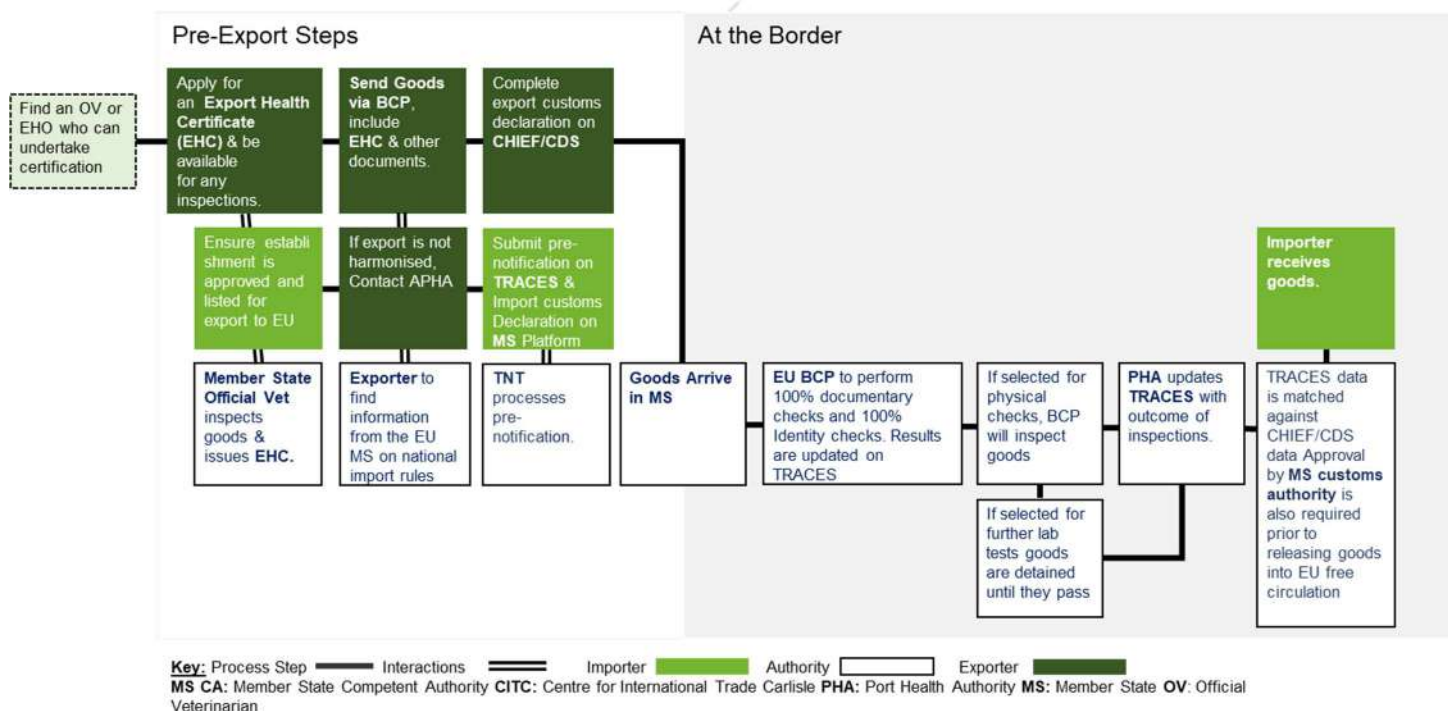 Pre-Export Steps
At the Border
Find an OV or
EHO who can
undertake
certification
Apply for
an Export Health
Certificate
(EHC) & be
available
for any
inspections.
Send Goods
via BCP,
include
EHC & other
documents.
Complete
export customs
declaration on
CHIEF/CDS
Ensure establi
shment is
approved and
listed for
export to EU
If export is not
harmonised,
Contact APHA
Submit pre-
notification on
TRACES &
Import customs
Declaration on
MS Platform
Importer
receives
goods.
Member State
Official Vet
inspects
goods &
issues EHC.
Exporter to
find
information
from the EU
MS on national
import rules
TNT
processes
pre-
notification.
Goods Arrive
in MS
EU BCP to perform
100% documentary
checks and 100%
Identity checks. Results
are updated on
TRACES
If selected for
physical
checks, BCP
will inspect
goods
PHA updates
TRACES with
outcome of
inspections.
TRACES data
is matched
against
CHIEF/CDS
data Approval
by MS customs
authority is
also required
prior to
releasing goods
into EU free
circulation
If selected for
further lab
tests goods
are detained
until they pass
Key: Process Step Interactions Importer Authority Exporter
MS CA: Member State Competent Authority CITC: Centre for International Trade Carlisle PHA: Port Health Authority MS: Member State OV: Official
Veterinarian